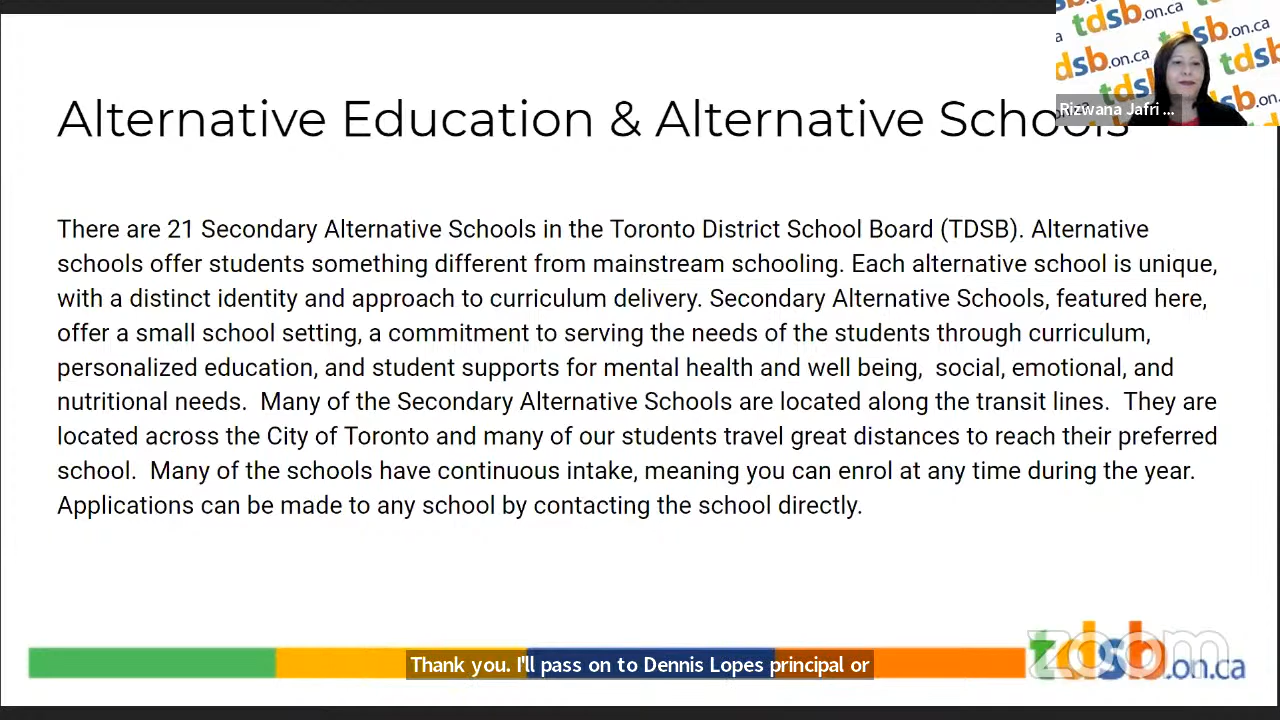 tdsb.on.ca
Rizwana Jafri ...
Alternative Education & Alternative Schools
There are 21 Secondary Alternative Schools in the Toronto District School Board (TDSB). Alternative
schools offer students something different from mainstream schooling. Each alternative school is unique,
with a distinct identity and approach to curriculum delivery. Secondary Alternative Schools, featured here,
offer a small school setting, a commitment to serving the needs of the students through curriculum,
personalized education, and student supports for mental health and well being,  social, emotional, and
nutritional needs.  Many of the Secondary Alternative Schools are located along the transit lines.  They are
located across the City of Toronto and many of our students travel great distances to reach their preferred
school.  Many of the schools have continuous intake, meaning you can enrol at any time during the year.
Applications can be made to any school by contacting the school directly.
Thank you. I'll pass on to Dennis Lopes principal or
zoom
tdsb.on.ca